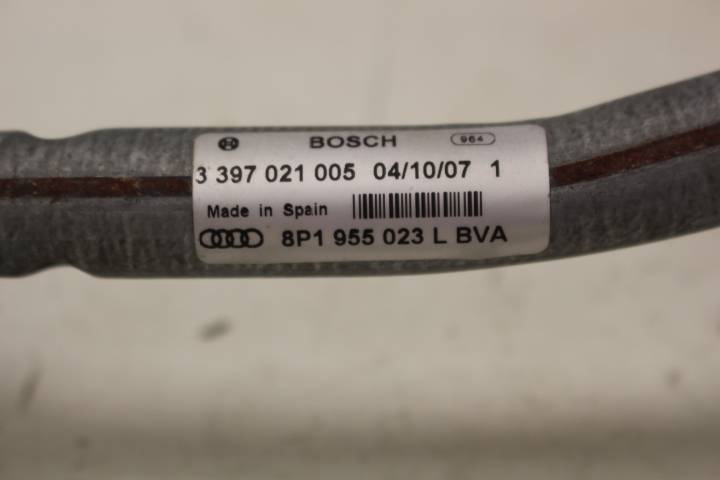 BOSCH 964
3 397 021 005 04/10/07 1
Made in Spain
8P1 955 023 L BVA